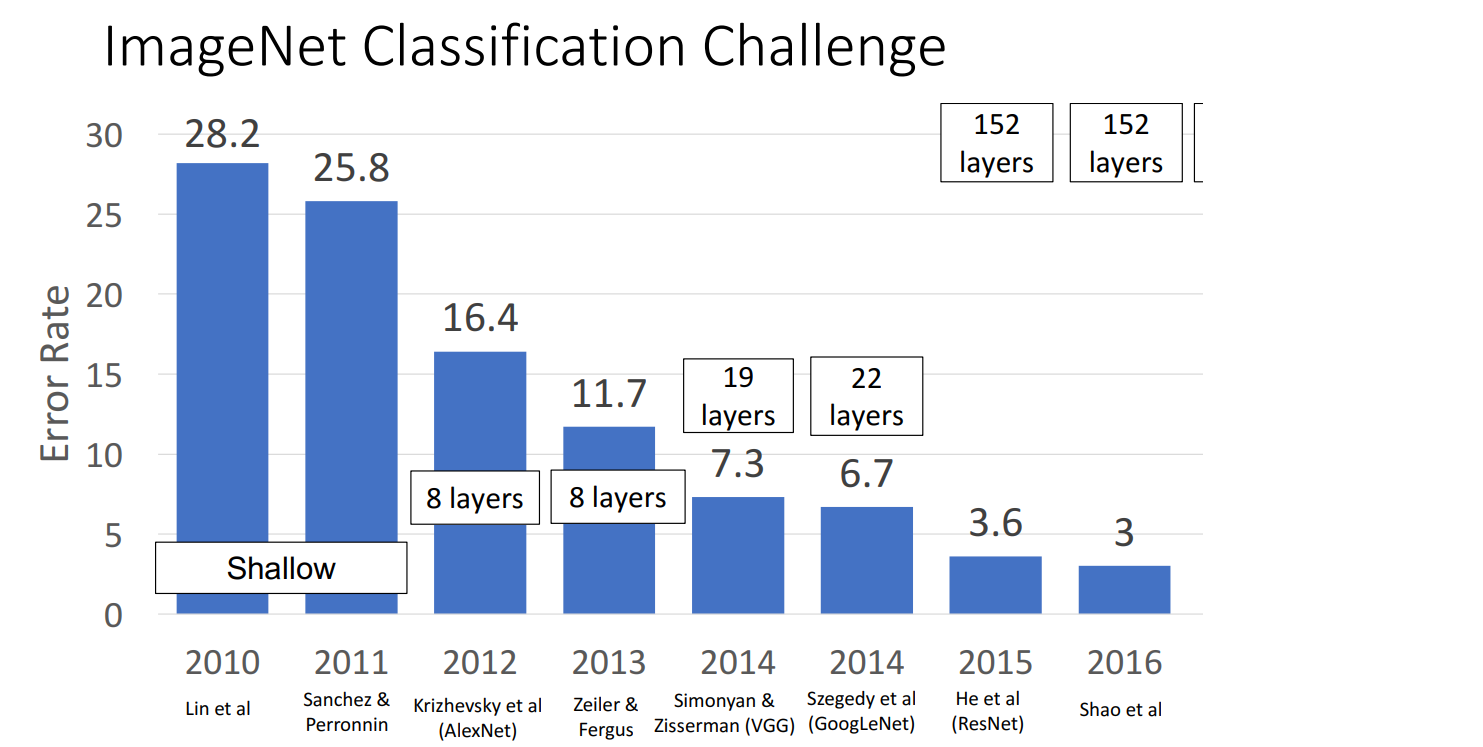 ImageNet Classification Challenge
Error Rate
30
25
20
15
10
5
0
28.2
25.8
16.4
11.7
7.3
6.7
3.6
3
Shallow
8 layers
8 layers
19
layers
22
layers
152
layers
152
layers
2010
Lin et al
2011
Sanchez &
Perronnin
2012
Krizhevsky et al
(AlexNet)
2013
Zeiler &
Fergus
2014
Simonyan &
Zisserman (VGG)
2014
Szegedy et al
(GoogLeNet)
2015
He et al
(ResNet)
2016
Shao et al